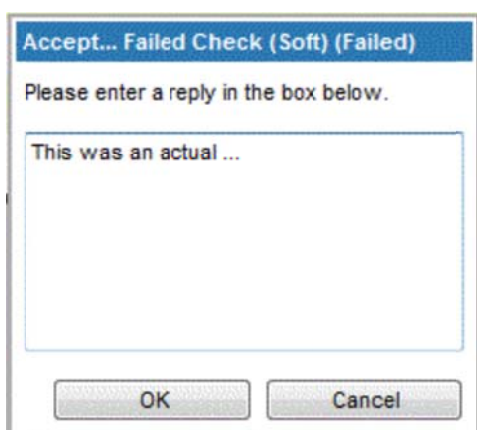 Accept... Failed Check (Soft) (Failed)
Please enter a reply in the box below.
This was an actual ...
OK Cancel